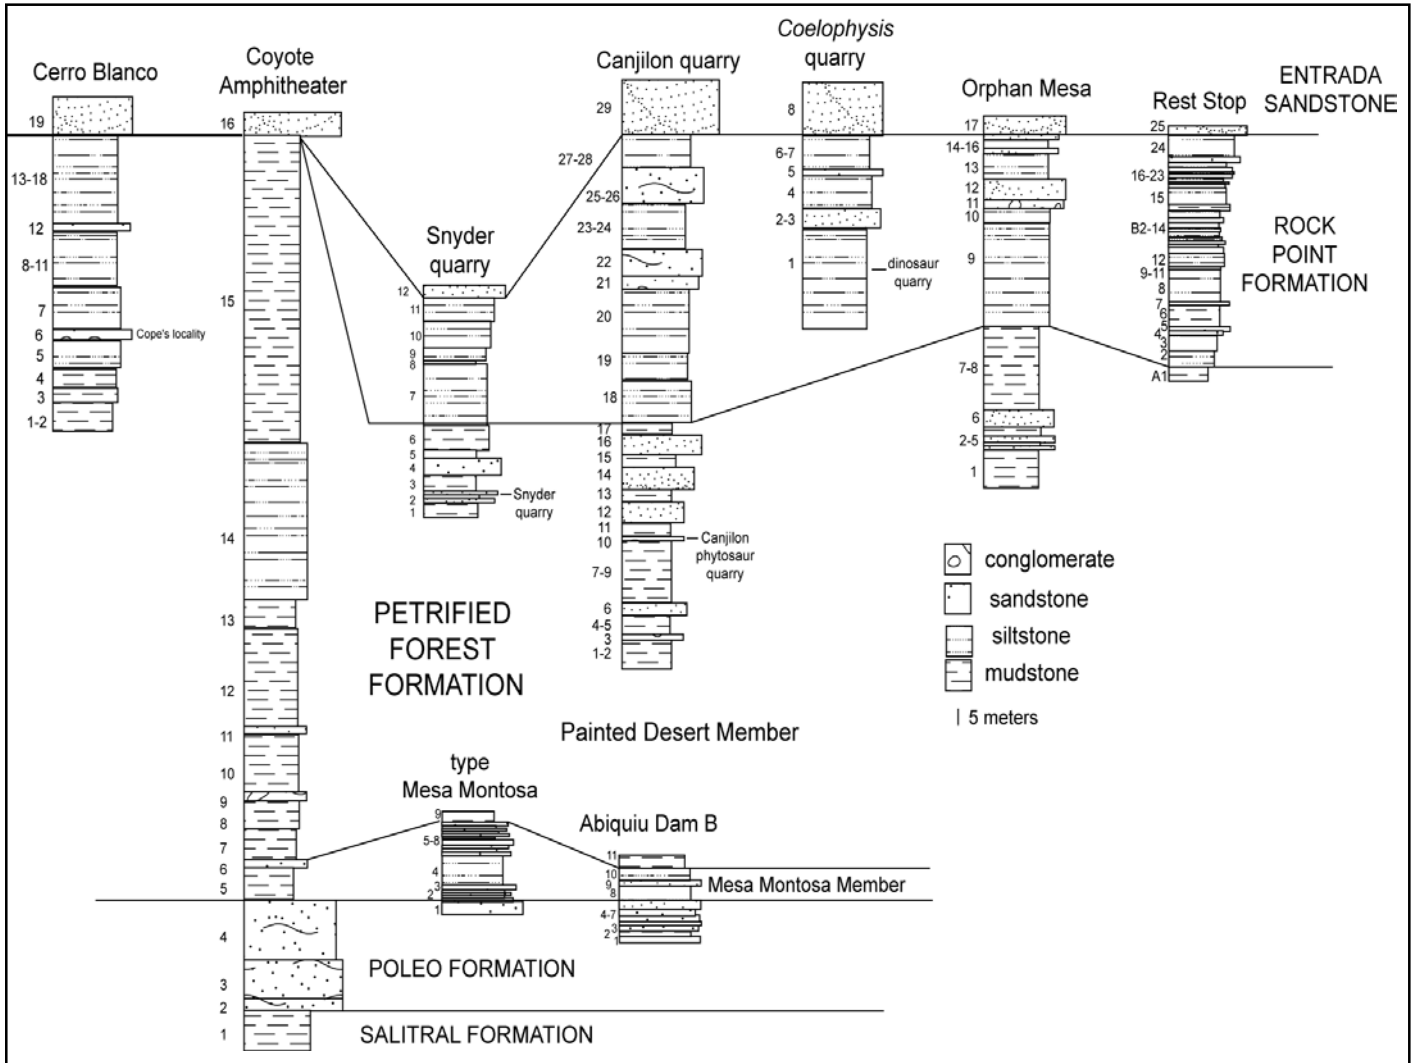 Cerro Blanco
19
13-18
12
8-11
7
6
Cope's locality
5
4
3
1-2
Coyote
Amphitheater
16
15
14
13
12
11
10
9
8
7
6
5
4
3
2
1
Snyder
quarry
12
11
10
9
8
7
6
5
4
3
2
1
Snyder
quarry
Canjilon quarry
29
27-28
25-26
23-24
22
21
20
19
18
17
16
15
14
13
12
11
10
Canjilon
phytosaur
quarry
7-9
6
4-5
3
1-2
Coelophysis
quarry
8
6-7
5
4
2-3
1
dinosaur
quarry
Orphan Mesa
17
14-16
13
12
11
10
9
7-8
6
2-5
1
Rest Stop
25
24
16-23
15
B2-14
12
9-11
8
7
6
5
4
3
2
A1
ENTRADA
SANDSTONE
ROCK
POINT
FORMATION
conglomerate
sandstone
siltstone
mudstone
5 meters
PETRIFIED
FOREST
FORMATION
Painted Desert Member
type
Mesa Montosa
9
5-8
4
3
2
1
Abiquiu Dam B
11
10
9
8
4-7
3
2
1
Mesa Montosa Member
POLEO FORMATION
SALITRAL FORMATION